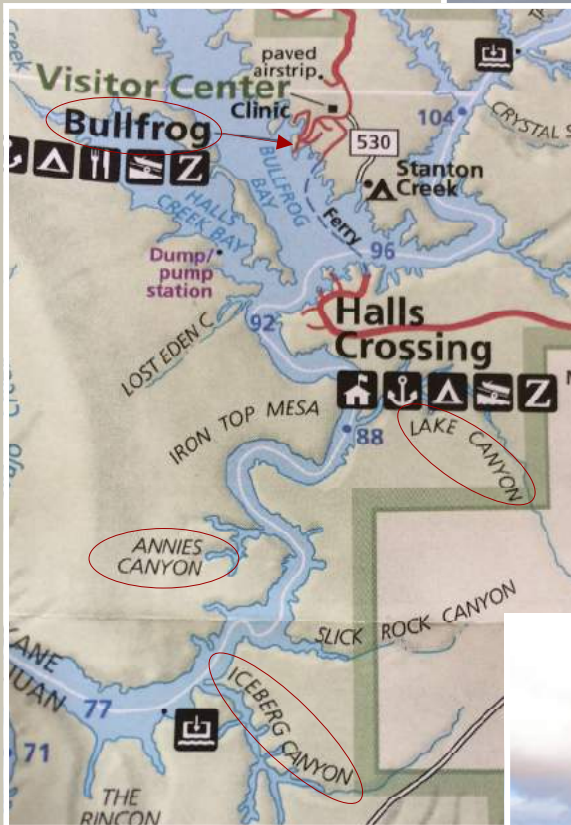 paved
airstrip
Visitor Center
Clinic
Bullfrog
104
CRYSTAL S
530
Z
Stanton
Creek
BULLFROG
BAY
HALLS
CREEK BAY
Ferry
96
Dump/
pump
station
92
Halls
Crossing
LOST EDEN C
Z
IRON TOP MESA
88
LAKE CANYON
ANNIES
CANYON
SLICK ROCK CANYON
ANE
UAN
77
ICEBERG CANYON
71
THE
RINCON